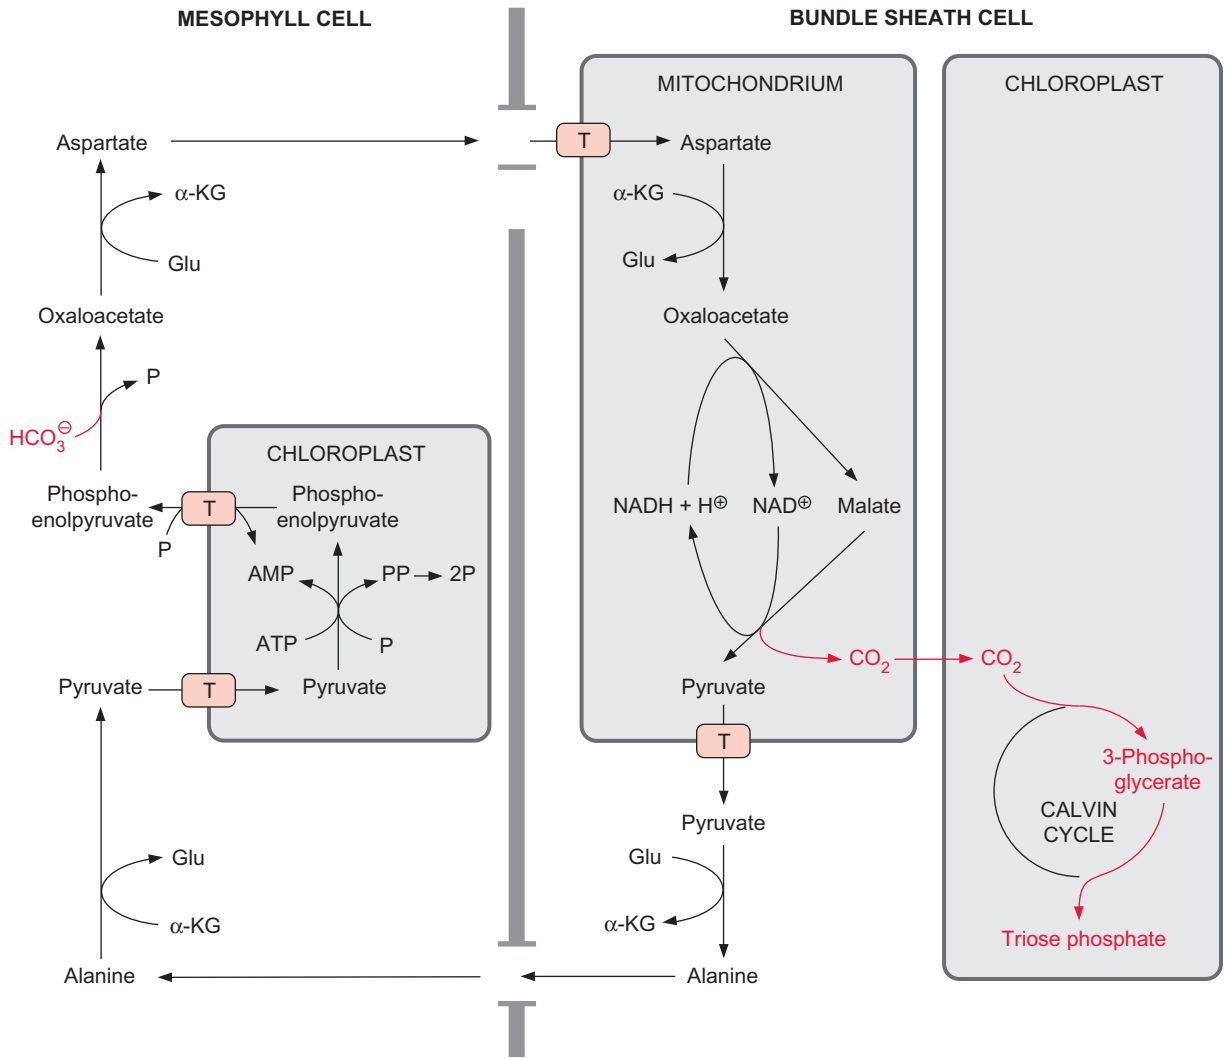 MESOPHYLL CELL
BUNDLE SHEATH CELL
MITOCHONDRIUM
CHLOROPLAST
Aspartate
T
Aspartate
α-KG
Glu
α-KG
Glu
Oxaloacetate
Oxaloacetate
P
HCO3⊖
CHLOROPLAST
Phospho-
enolpyruvate
T
Phospho-
enolpyruvate
P
AMP
PP
2P
ATP
P
Pyruvate
T
Pyruvate
NADH + H⊕
NAD⊕
Malate
CO2
CO2
Pyruvate
T
Pyruvate
3-Phospho-
glycerate
CALVIN
CYCLE
Triose phosphate
Glu
α-KG
Glu
α-KG
Alanine
Alanine